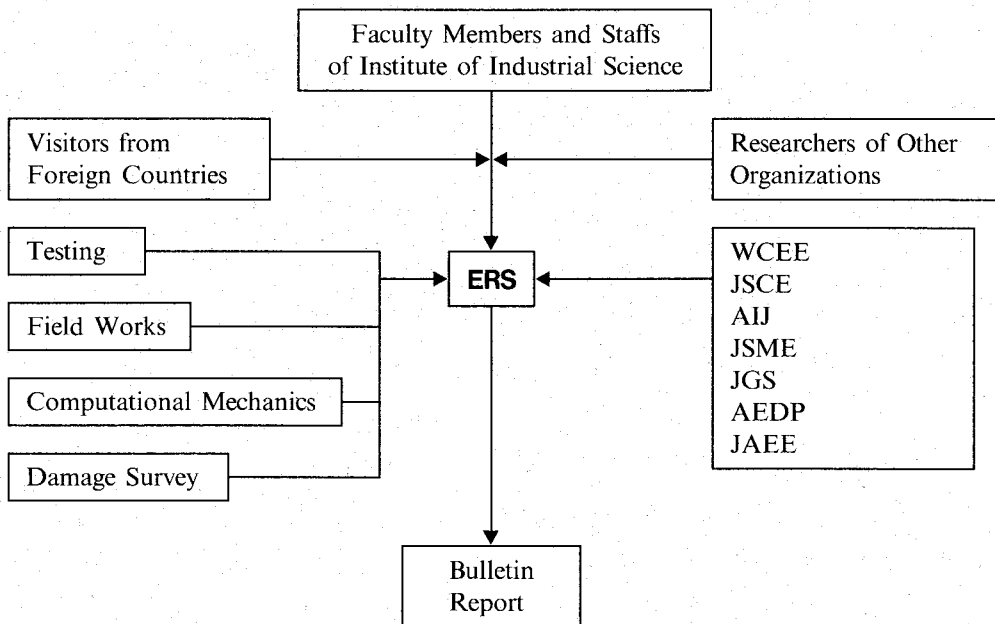 Faculty Members and Staffs
of Institute of Industrial Science
Visitors from
Foreign Countries
Researchers of Other
Organizations
Testing
Field Works
Computational Mechanics
Damage Survey
ERS
WCEE
JSCE
AIJ
JSME
JGS
AEDP
JAEE
Bulletin
Report